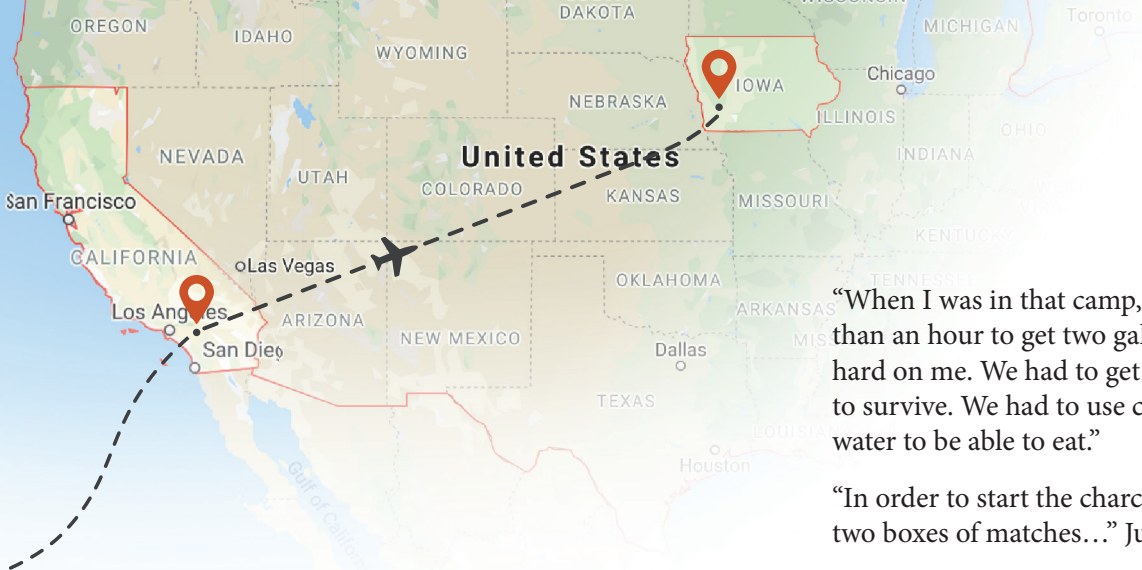 DAKOTA
OREGON
IDAHO
MICHIGAN
Toronto
WYOMING
Chicago
IOWA
NEBRASKA
ILLINOIS
OHIO
NEVADA
United States
INDIANA
UTAH
COLORADO
KANSAS
MISSOURI
San Francisco
KENTUCKY
CALIFORNIA
Las Vegas
OKLAHOMA
TENNESSEE
Los Angeles
ARIZONA
ARKANSAS
NEW MEXICO
San Diego
Dallas
TEXAS
LOUISIANA
Houston
Gulf of California
“When I was in that camp,
than an hour to get two gal
hard on me. We had to get
to survive. We had to use c
water to be able to eat.”
“In order to start the charc
two boxes of matches…” Ju